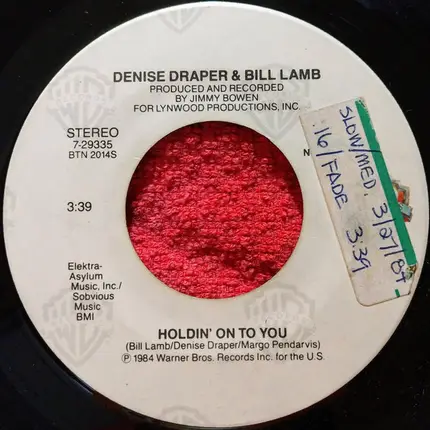 DENISE DRAPER & BILL LAMB
PRODUCED AND RECORDED
BY JIMMY BOWEN
FOR LYNWOOD PRODUCTIONS, INC.
STEREO
7-29335
BTN 2014S
N
SLOW/MED. 3/27/84
16/FADE 3:39
3:39
Elektra-
Asylum
Music, Inc./
Sobvious
Music
BMI
HOLDIN' ON TO YOU
(Bill Lamb/Denise Draper/Margo Pendarvis)
Ⓟ 1984 Warner Bros. Records Inc. for the U.S.